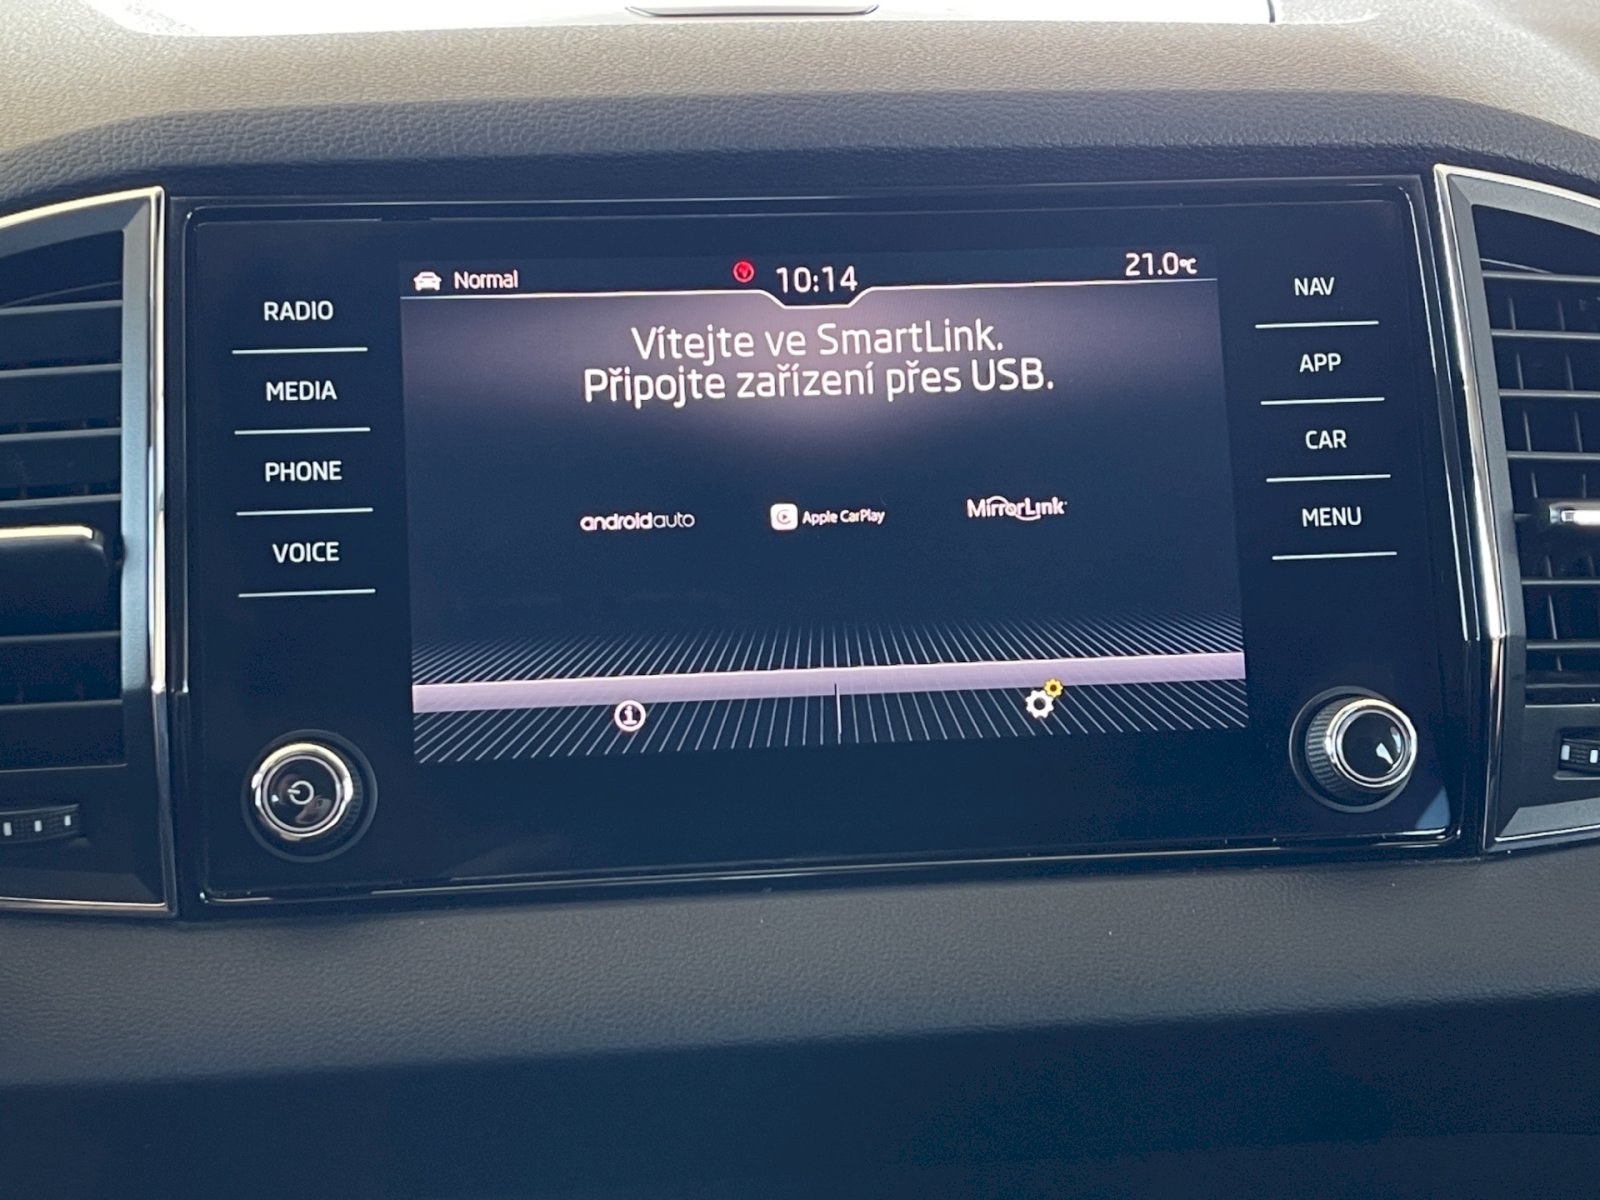 Normal
10:14
21.0°C
Vítejte ve SmartLink.
Připojte zařízení přes USB.
androidauto
Apple CarPlay
MirrorLink
RADIO
MEDIA
PHONE
VOICE
NAV
APP
CAR
MENU